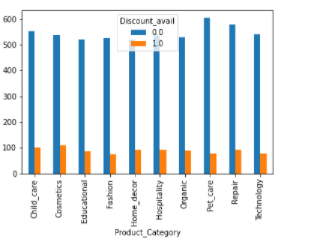 Discount_avail
0.0
1.0
600
500
400
300
200
100
0
Child_care
Cosmetics
Educational
Fashion
Home_decor
Hospitality
Organic
Pet_care
Repair
Technology
Product_Category